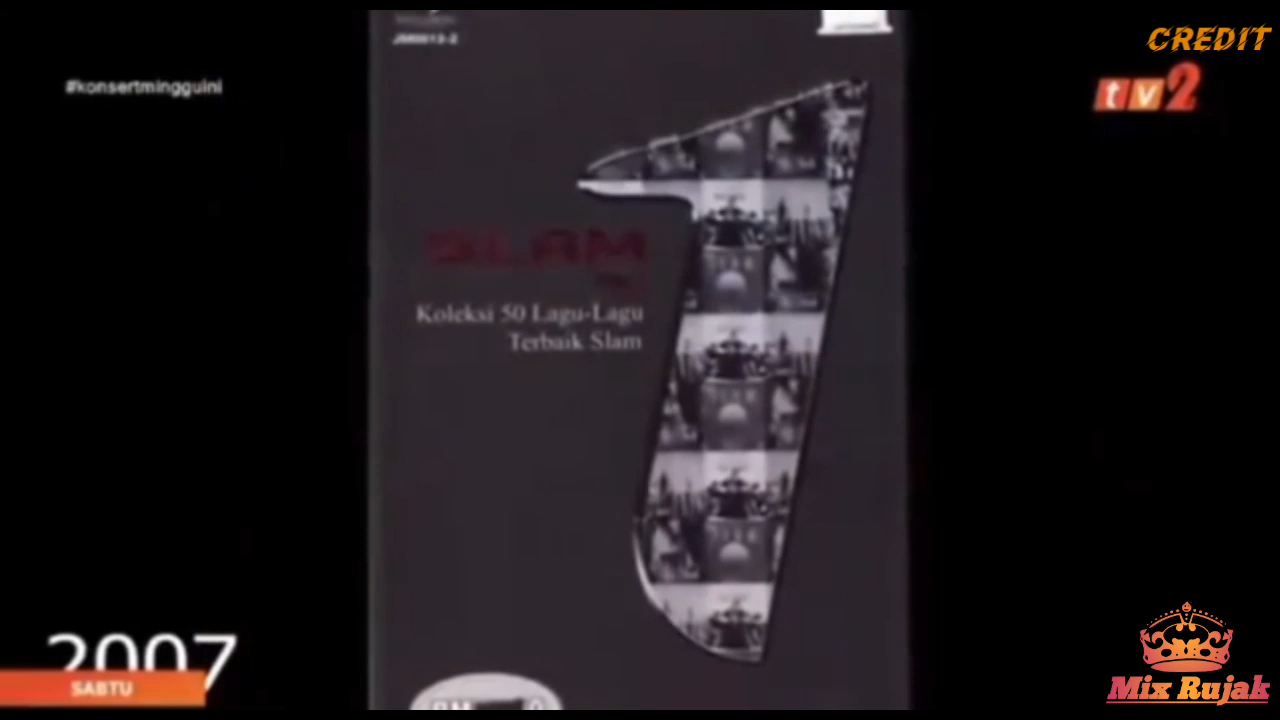 CREDIT
tv2
#konsertmingguini
SLAM
Koleksi 50 Lagu-Lagu
Terbaik Slam
2007
SABTU
Mix Rujak